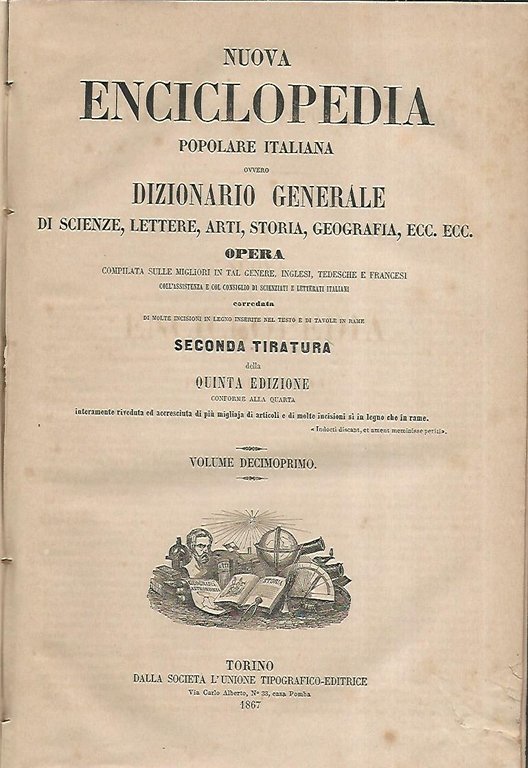 NUOVA
ENCICLOPEDIA
POPOLARE ITALIANA
OVVERO
DIZIONARIO GENERALE
DI SCIENZE, LETTERE, ARTI, STORIA, GEOGRAFIA, ECC. ECC.
OPERA
COMPILATA SULLE MIGLIORI IN TAL GENERE, INGLESI, TEDESCHE E FRANCESI
COLL'ASSISTENZA E COL CONSIGLIO DI SCIENZIATI E LETTERATI ITALIANI
corredata
DI MOLTE INCISIONI IN LEGNO INSERITE NEL TESTO E DI TAVOLE IN RAME
SECONDA TIRATURA
della
QUINTA EDIZIONE
CONFORME ALLA QUARTA
interamente riveduta ed accresciuta di più migliaja di articoli e di molte incisioni sì in legno che in rame.
« Indocti discant, et ament meminisse periti».
VOLUME DECIMOPRIMO.
GEOGRAFIA
ASTRONOMIA
STORIA
TORINO
DALLA SOCIETÀ L'UNIONE TIPOGRAFICO-EDITRICE
Via Carlo Alberto, N° 33, casa Pomba
1867